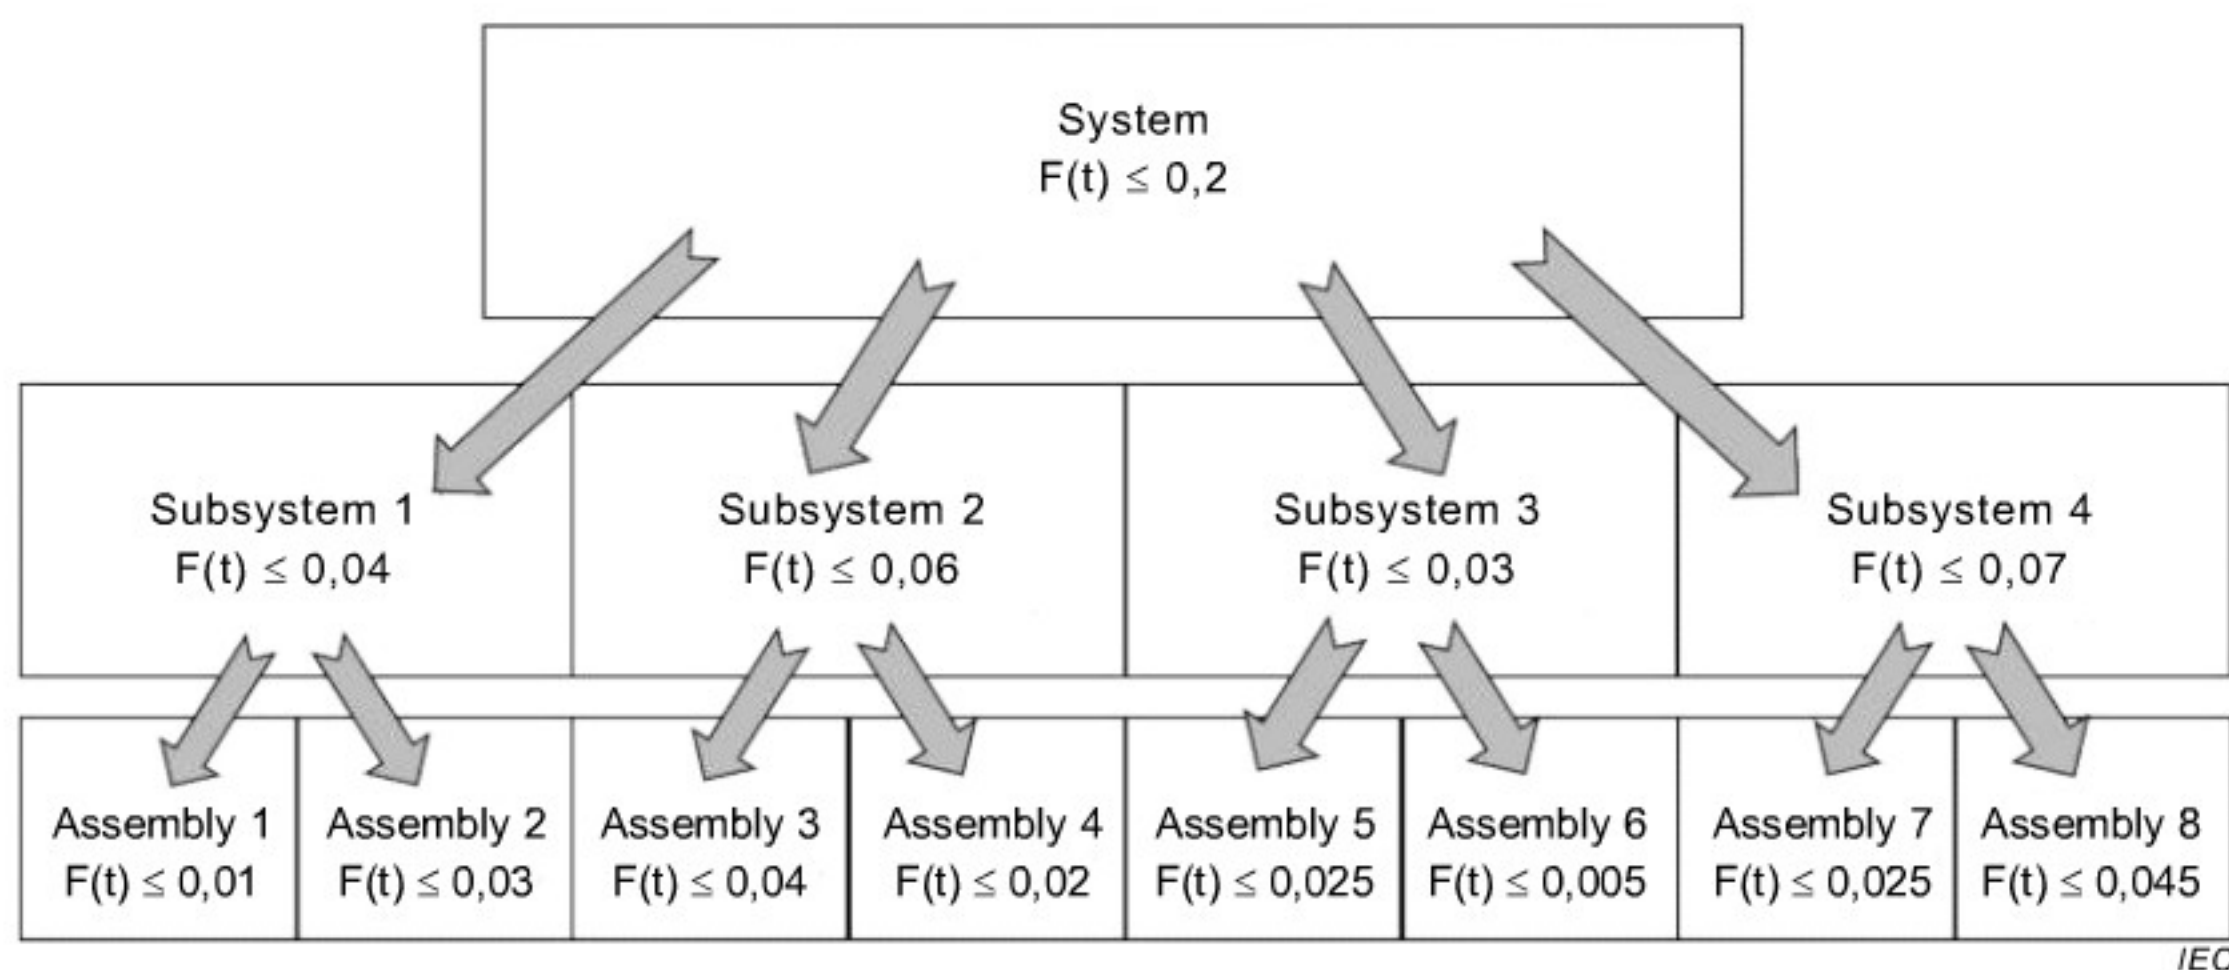 System
F(t) ≤ 0,2
Subsystem 1
F(t) ≤ 0,04
Subsystem 2
F(t) ≤ 0,06
Subsystem 3
F(t) ≤ 0,03
Subsystem 4
F(t) ≤ 0,07
Assembly 1
F(t) ≤ 0,01
Assembly 2
F(t) ≤ 0,03
Assembly 3
F(t) ≤ 0,04
Assembly 4
F(t) ≤ 0,02
Assembly 5
F(t) ≤ 0,025
Assembly 6
F(t) ≤ 0,005
Assembly 7
F(t) ≤ 0,025
Assembly 8
F(t) ≤ 0,045
IEC